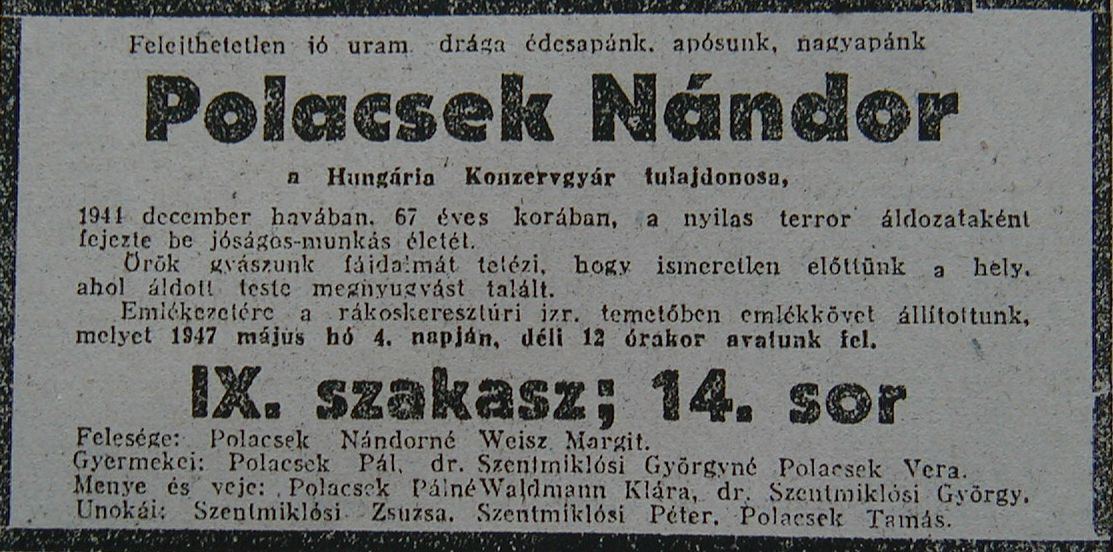 Felejthetetlen jó uram drága édesapánk, apósunk, nagyapánk
Polacsek Nándor
a Hungária Konzervgyár tulajdonosa,
1944 december havában, 67 éves korában, a nyilas terror áldozataként
fejezte be jóságos-munkás életét.
Örök gyászunk fájdalmát tetézi, hogy ismeretlen előttünk a hely,
ahol áldott teste megnyugvást talált.
Emlékezetére a rákoskeresztúri izr. temetőben emlékkövet állítottunk,
melyet 1947 május hó 4. napján, déli 12 órakor avatunk fel.
IX. szakasz; 14. sor
Felesége: Polacsek Nándorné Weisz Margit.
Gyermekei: Polacsek Pál, dr. Szentmiklósi Györgyné Polacsek Vera.
Menye és veje: Polacsek Pálné Waldmann Klára, dr. Szentmiklósi György.
Unokái: Szentmiklósi Zsuzsa, Szentmiklósi Péter, Polacsek Tamás.